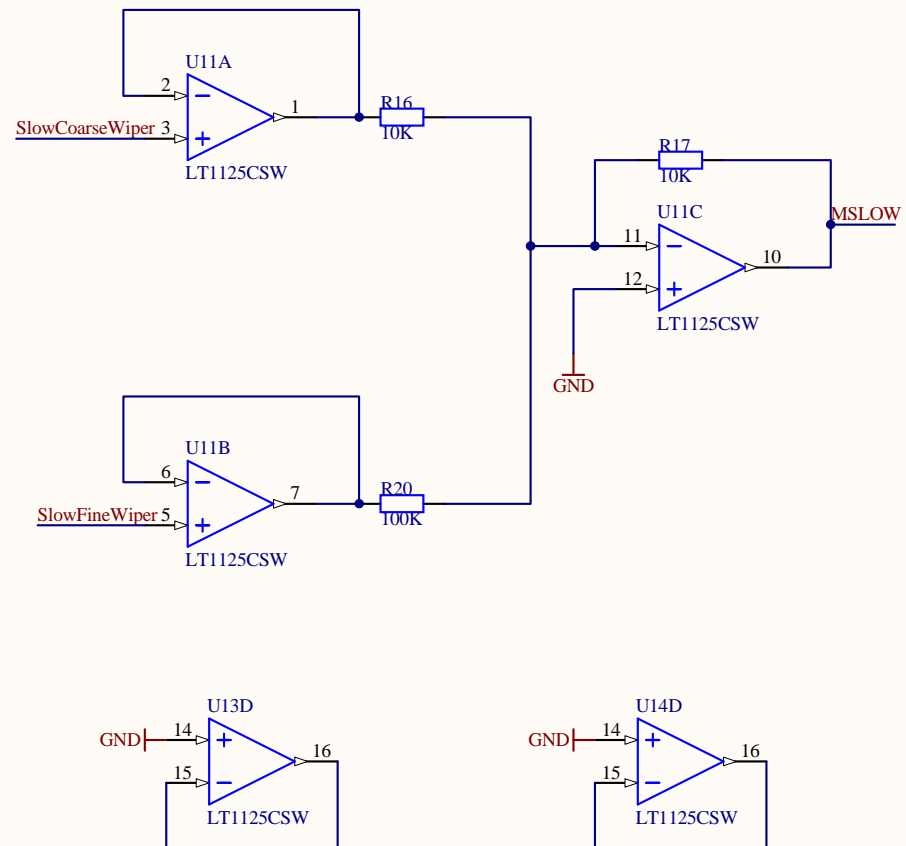 U11A
2
1
SlowCoarseWiper 3
LT1125CSW
R16
10K
R17
10K
U11C
11
10
12
LT1125CSW
MSLOW
GND
U11B
6
7
SlowFineWiper 5
LT1125CSW
R20
100K
U13D
GND 14
16
15
LT1125CSW
U14D
GND 14
16
15
LT1125CSW